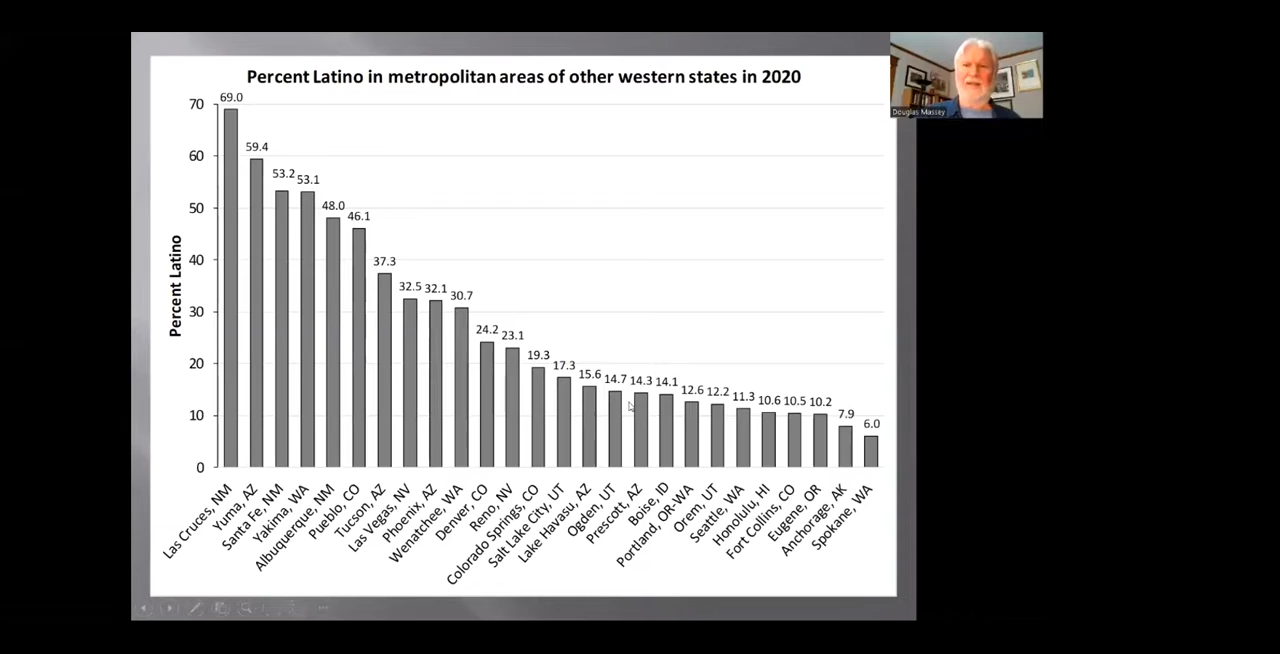 Percent Latino in metropolitan areas of other western states in 2020
Douglas Massey
Percent Latino
70
60
50
40
30
20
10
0
69.0
59.4
53.2
53.1
48.0
46.1
37.3
32.5
32.1
30.7
24.2
23.1
19.3
17.3
15.6
14.7
14.3
14.1
12.6
12.2
11.3
10.6
10.5
10.2
7.9
6.0
Las Cruces, NM
Yuma, AZ
Santa Fe, NM
Yakima, WA
Albuquerque, NM
Pueblo, CO
Tucson, AZ
Las Vegas, NV
Phoenix, AZ
Wenatchee, WA
Denver, CO
Reno, NV
Colorado Springs, CO
Salt Lake City, UT
Lake Havasu, AZ
Ogden, UT
Prescott, AZ
Boise, ID
Portland, OR-WA
Orem, UT
Seattle, WA
Honolulu, HI
Fort Collins, CO
Eugene, OR
Anchorage, AK
Spokane, WA